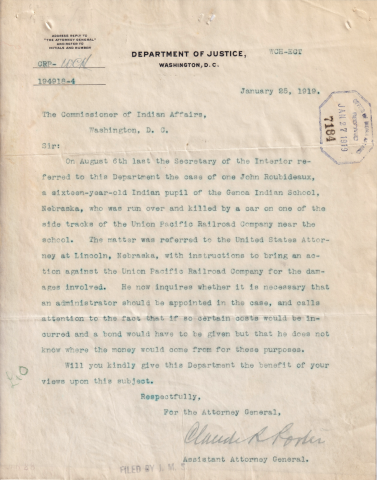 ADDRESS REPLY TO
"THE ATTORNEY GENERAL"
AND REFER TO
INITIALS AND NUMBER
DEPARTMENT OF JUSTICE,
WASHINGTON, D.C.
GBP-
194918-4
January 25, 1919.
JAN 27 1919
7184
The Commissioner of Indian Affairs,
Washington, D. C.
Sir:
On August 6th last the Secretary of the Interior re-
ferred to this Department the case of one John Roubideaux,
a sixteen-year-old Indian pupil of the Genoa Indian School,
Nebraska, who was run over and killed by a car on one of the
side tracks of the Union Pacific Railroad Company near the
school. The matter was referred to the United States Attor-
ney at Lincoln, Nebraska, with instructions to bring an ac-
tion against the Union Pacific Railroad Company for the dam-
ages involved. He now inquires whether it is necessary that
an administrator should be appointed in the case, and calls
attention to the fact that if so certain costs would be in-
curred and a bond would have to be given but that he does not
know where the money would come from for these purposes.
Will you kindly give this Department the benefit of your
views upon this subject.
Respectfully,
For the Attorney General,
Claude R Porter
Assistant Attorney General.
FILED BY